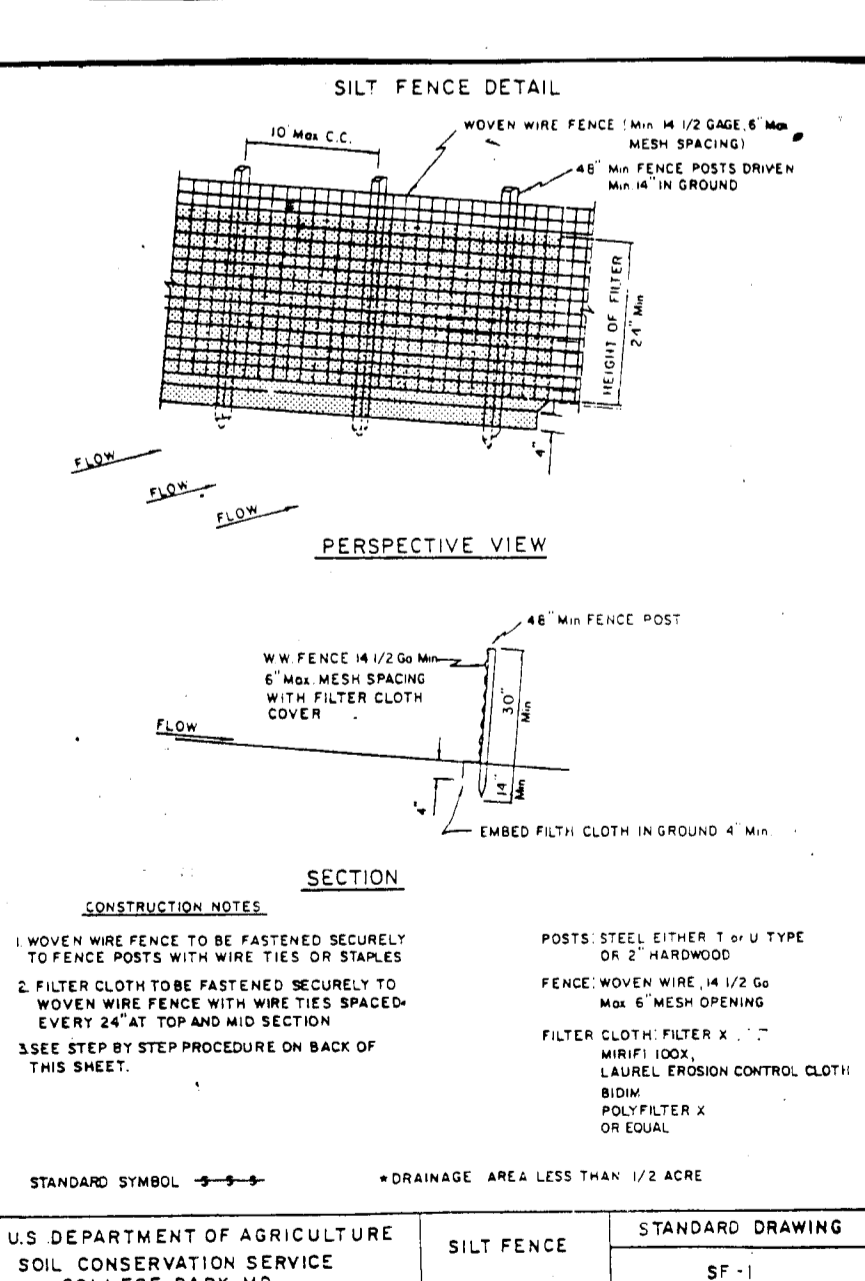 SILT FENCE DETAIL
10' Max C.C.
WOVEN WIRE FENCE (Min 14 1/2 GAGE, 6" Max
MESH SPACING)
48" Min FENCE POSTS DRIVEN
Min 14" IN GROUND
HEIGHT OF FILTER
24" Min
4"
FLOW
FLOW
FLOW
PERSPECTIVE VIEW
48" Min FENCE POST
W.W. FENCE 14 1/2 Ga Min
6" Max. MESH SPACING
WITH FILTER CLOTH
COVER
30"
Min
FLOW
14"
Min
4"
EMBED FILTH CLOTH IN GROUND 4" Min.
SECTION
CONSTRUCTION NOTES
1. WOVEN WIRE FENCE TO BE FASTENED SECURELY
TO FENCE POSTS WITH WIRE TIES OR STAPLES
2. FILTER CLOTH TO BE FASTENED SECURELY TO
WOVEN WIRE FENCE WITH WIRE TIES SPACED
EVERY 24" AT TOP AND MID SECTION
3. SEE STEP BY STEP PROCEDURE ON BACK OF
THIS SHEET.
POSTS: STEEL EITHER T or U TYPE
OR 2" HARDWOOD
FENCE: WOVEN WIRE, 14 1/2 Ga
Max 6" MESH OPENING
FILTER CLOTH: FILTER X
MIRIFI 100X,
LAUREL EROSION CONTROL CLOTH
BIDIM
POLYFILTER X
OR EQUAL
STANDARD SYMBOL -S-S-S-
*DRAINAGE AREA LESS THAN 1/2 ACRE
U.S. DEPARTMENT OF AGRICULTURE
SOIL CONSERVATION SERVICE
COLLEGE PARK, MD.
SILT FENCE
STANDARD DRAWING
SF-1